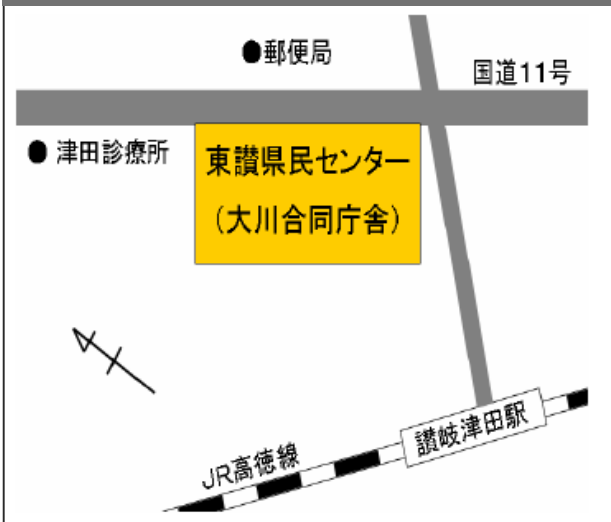 ●郵便局
国道11号
● 津田診療所
東讃県民センター
（大川合同庁舎）
讃岐津田駅
JR高徳線